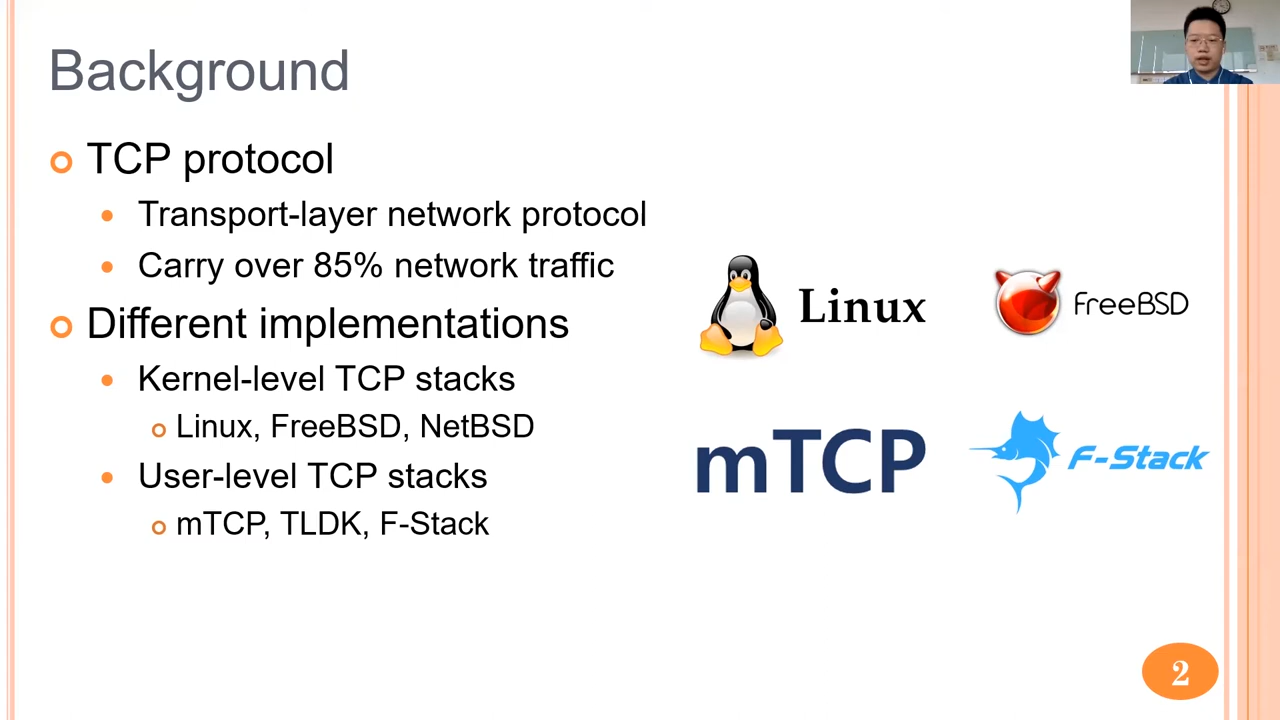 Background
TCP protocol
Transport-layer network protocol
Carry over 85% network traffic
Different implementations
Kernel-level TCP stacks
Linux, FreeBSD, NetBSD
User-level TCP stacks
mTCP, TLDK, F-Stack
Linux
FreeBSD
mTCP
F-Stack
2